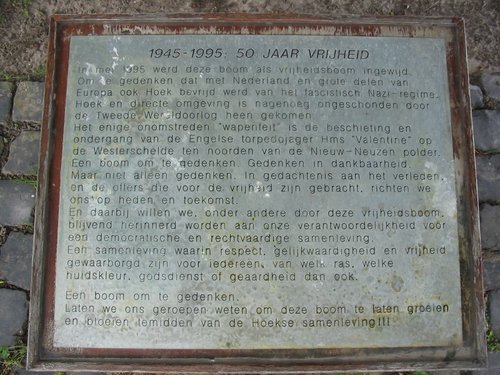 1945-1995: 50 JAAR VRIJHEID
In mei 1995 werd deze boom als vrijheidsboom ingewijd.
Om te gedenken dat met Nederland en grote delen van
Europa ook Hoek bevrijd werd van het fascistisch Nazi-regime.
Hoek en directe omgeving is nagenoeg ongeschonden door
de Tweede Wereldoorlog heen gekomen.
Het enige onomstreden "wapenfeit" is de beschieting en
ondergang van de Engelse torpedojager Hms "Valentine" op
de Westerschelde ten noorden van de Nieuw-Neuzen polder.
Een boom om te gedenken. Gedenken in dankbaarheid.
Maar niet alleen gedenken. In gedachtenis aan het verleden,
en de offers die voor de vrijheid zijn gebracht, richten we
ons op heden en toekomst.
En daarbij willen we, onder andere door deze vrijheidsboom,
blijvend herinnerd worden aan onze verantwoordelijkheid vóór
een democratische en rechtvaardige samenleving.
Een samenleving waarin respect, gelijkwaardigheid en vrijheid
gewaarborgd zijn voor iedereen, van welk ras, welke
huidskleur, godsdienst of geaardheid dan ook.
Een boom om te gedenken.
Laten we ons geroepen weten om deze boom te laten groeien
en bloeien temidden van de Hoekse samenleving!!!